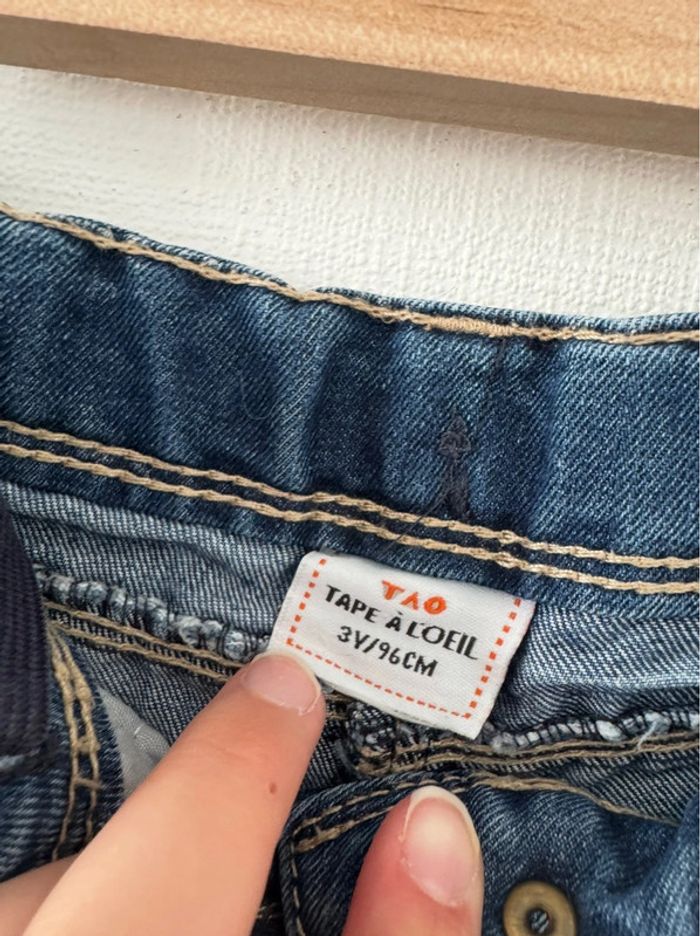 TAO
TAPE À L'OEIL
3Y/96CM